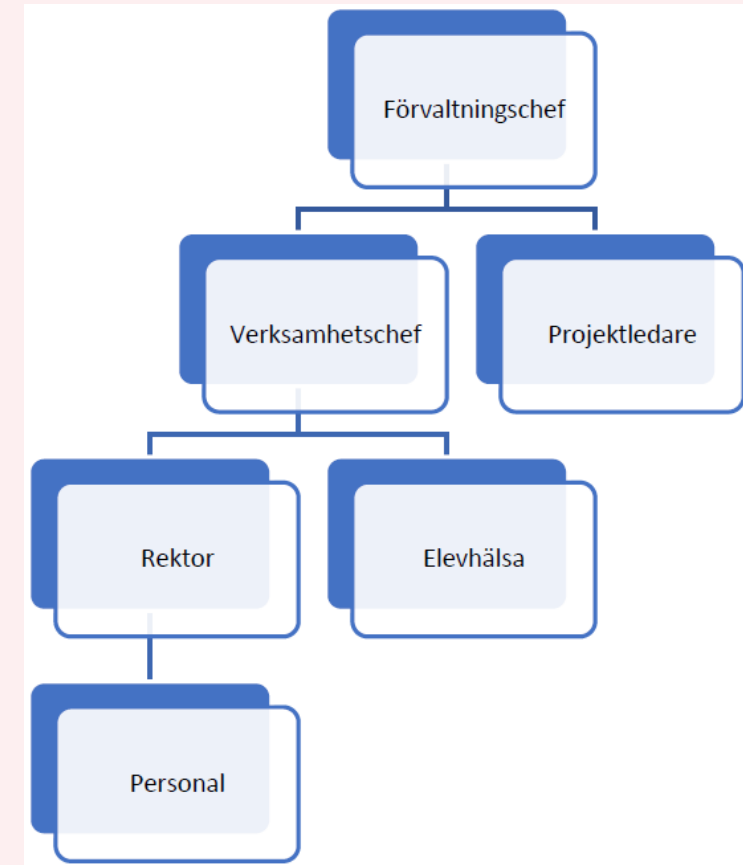 Förvaltningschef
Verksamhetschef
Projektledare
Rektor
Elevhälsa
Personal